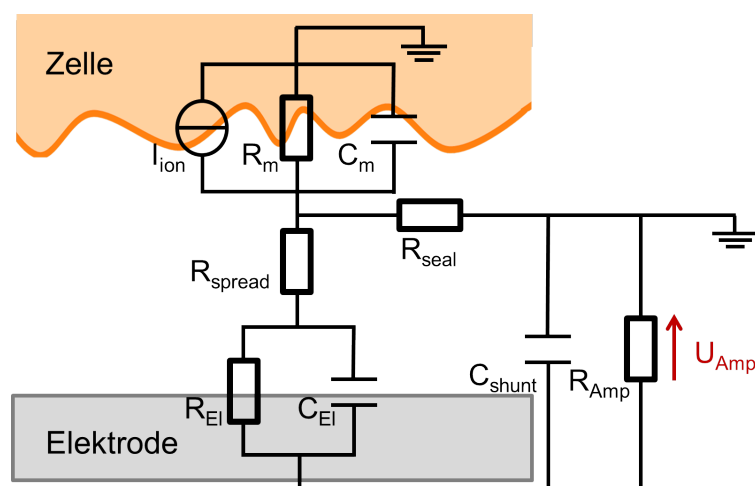 Zelle
I_ion
R_m
C_m
R_seal
R_spread
U_Amp
C_shunt
R_Amp
R_El
C_El
Elektrode